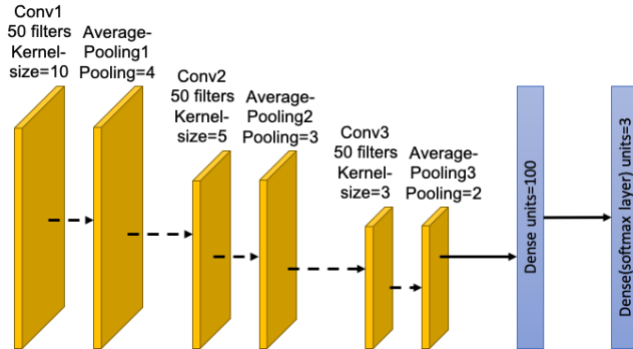 Conv1
50 filters
Kernel-
size=10
Average-
Pooling1
Pooling=4
Conv2
50 filters
Kernel-
size=5
Average-
Pooling2
Pooling=3
Conv3
50 filters
Kernel-
size=3
Average-
Pooling3
Pooling=2
Dense units=100
Dense(softmax layer) units=3